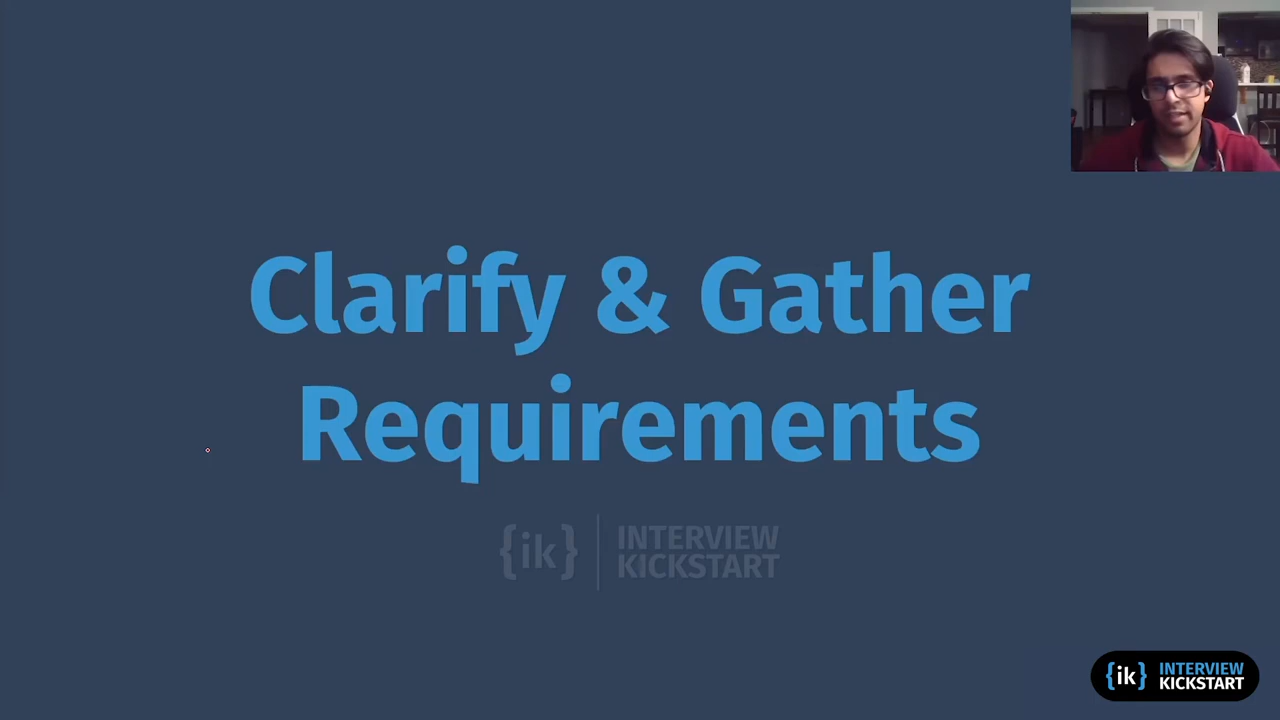 Clarify & Gather
Requirements
{ik} INTERVIEW
KICKSTART
{ik} INTERVIEW
KICKSTART